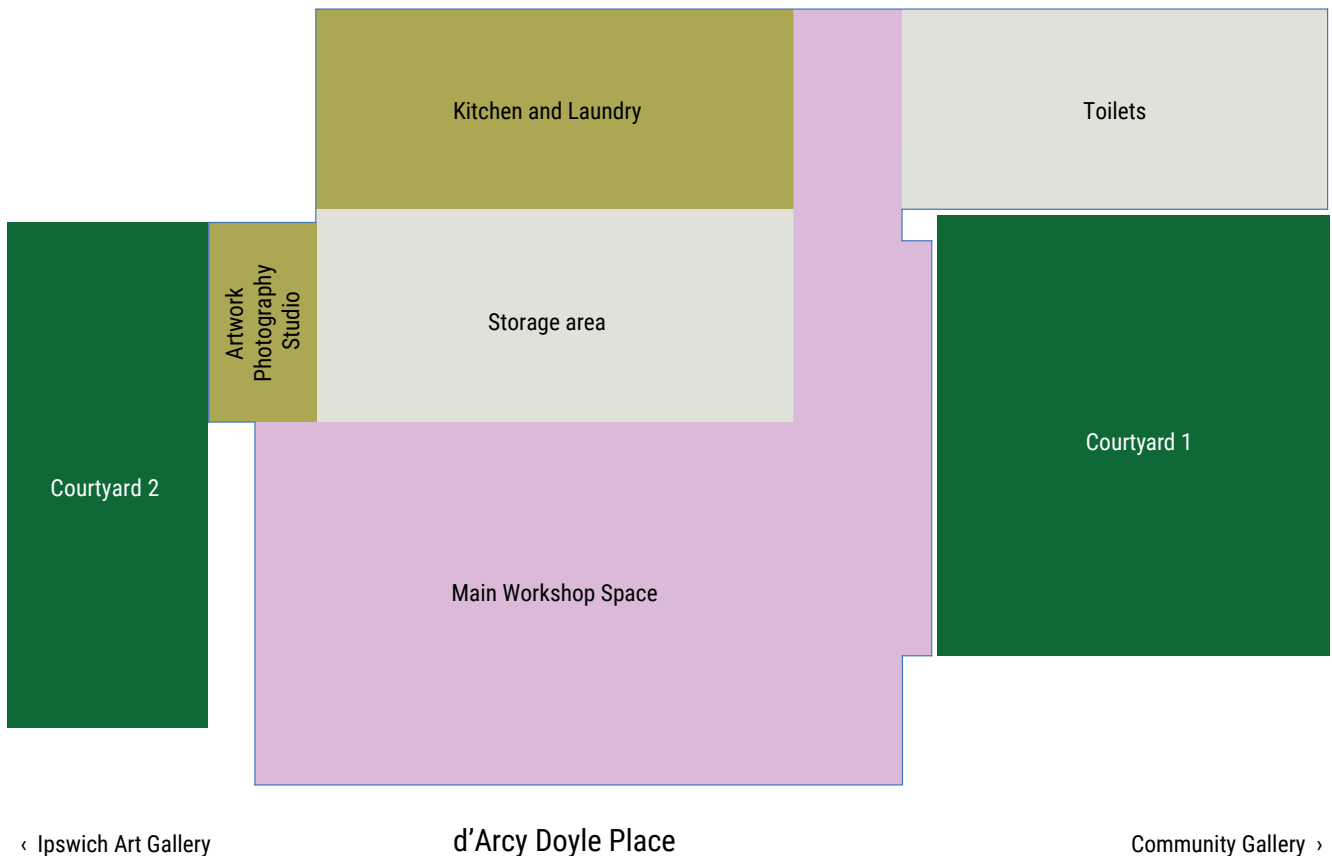 Kitchen and Laundry
Toilets
Artwork
Photography
Studio
Storage area
Courtyard 1
Courtyard 2
Main Workshop Space
‹ Ipswich Art Gallery
d’Arcy Doyle Place
Community Gallery ›